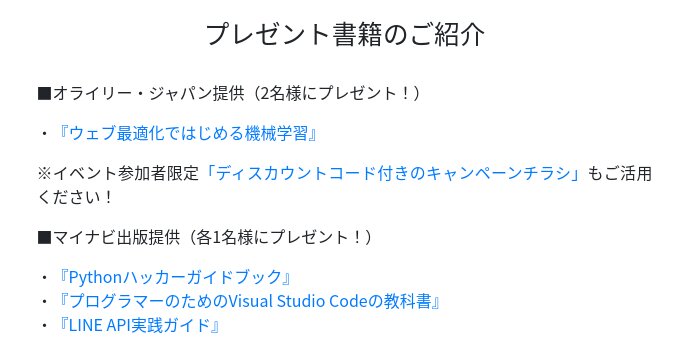 プレゼント書籍のご紹介
■オライリー・ジャパン提供（2名様にプレゼント！）
・『ウェブ最適化ではじめる機械学習』
※イベント参加者限定「ディスカウントコード付きのキャンペーンチラシ」もご活用
ください！
■マイナビ出版提供（各1名様にプレゼント！）
・『Pythonハッカーガイドブック』
・『プログラマーのためのVisual Studio Codeの教科書』
・『LINE API実践ガイド』